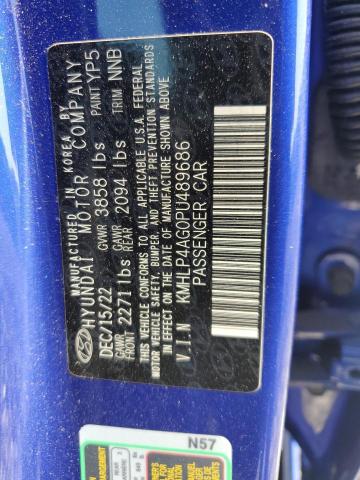 MANUFACTURED IN KOREA BY
HYUNDAI MOTOR COMPANY
DEC/15/22 GVWR 3858 lbs PAINT YP5
GAWR FRONT 2271 lbs GAWR REAR 2094 lbs TRIM NNB
THIS VEHICLE CONFORMS TO ALL APPLICABLE U.S.A. FEDERAL
MOTOR VEHICLE SAFETY, BUMPER, AND THEFT PREVENTION STANDARDS
IN EFFECT ON THE DATE OF MANUFACTURE SHOWN ABOVE.
V.I.N KMHLP4AG0PU489686
PASSENGER CAR
N57
REAR 2